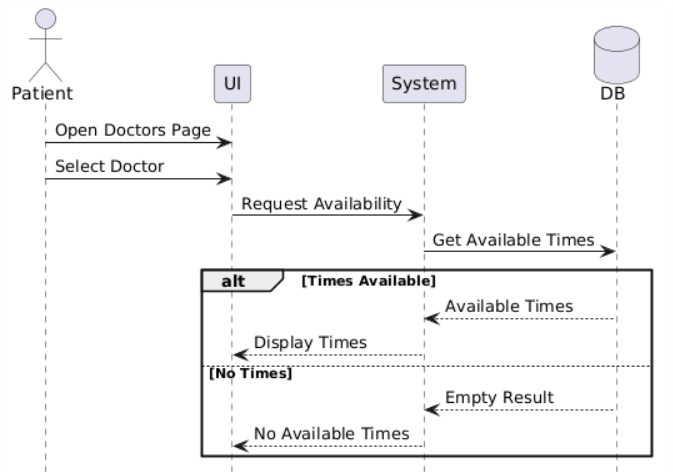 Patient
UI
System
DB
Open Doctors Page
Select Doctor
Request Availability
Get Available Times
alt [Times Available]
Available Times
Display Times
[No Times]
Empty Result
No Available Times